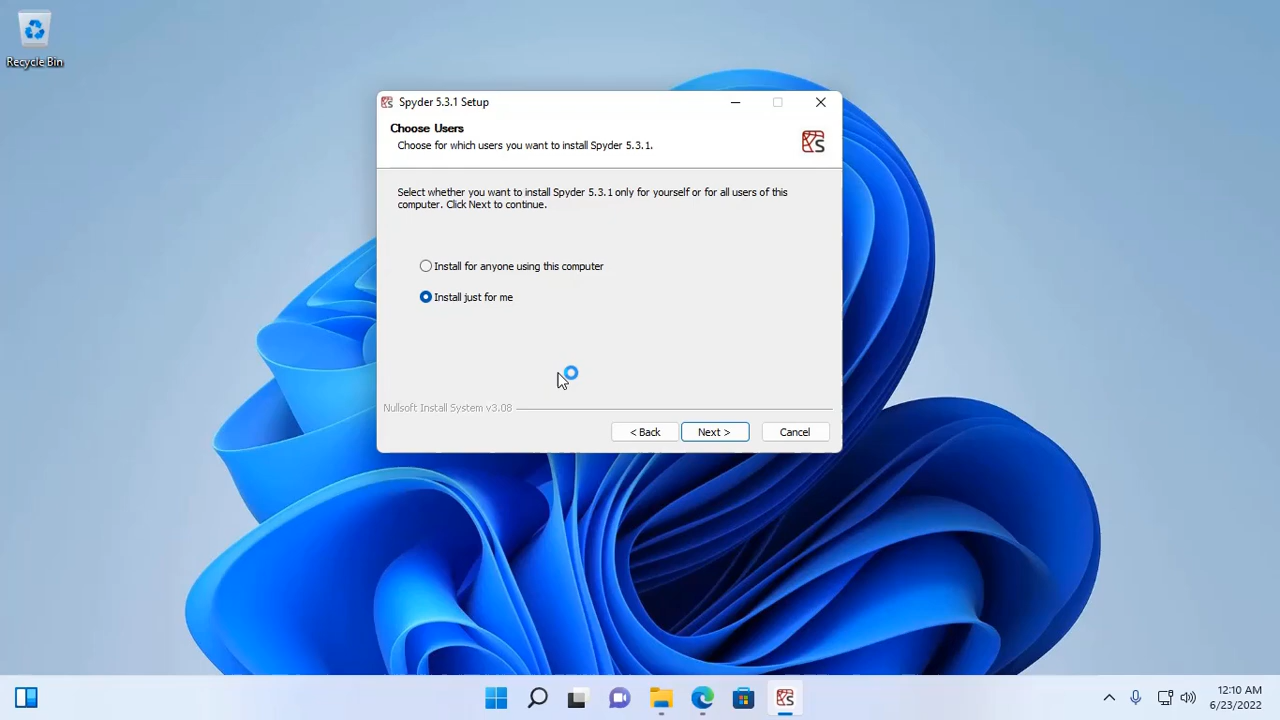 Recycle Bin
Spyder 5.3.1 Setup
Choose Users
Choose for which users you want to install Spyder 5.3.1.
Select whether you want to install Spyder 5.3.1 only for yourself or for all users of this
computer. Click Next to continue.
Install for anyone using this computer
Install just for me
Nullsoft Install System v3.08
< Back
Next >
Cancel
12:10 AM
6/23/2022